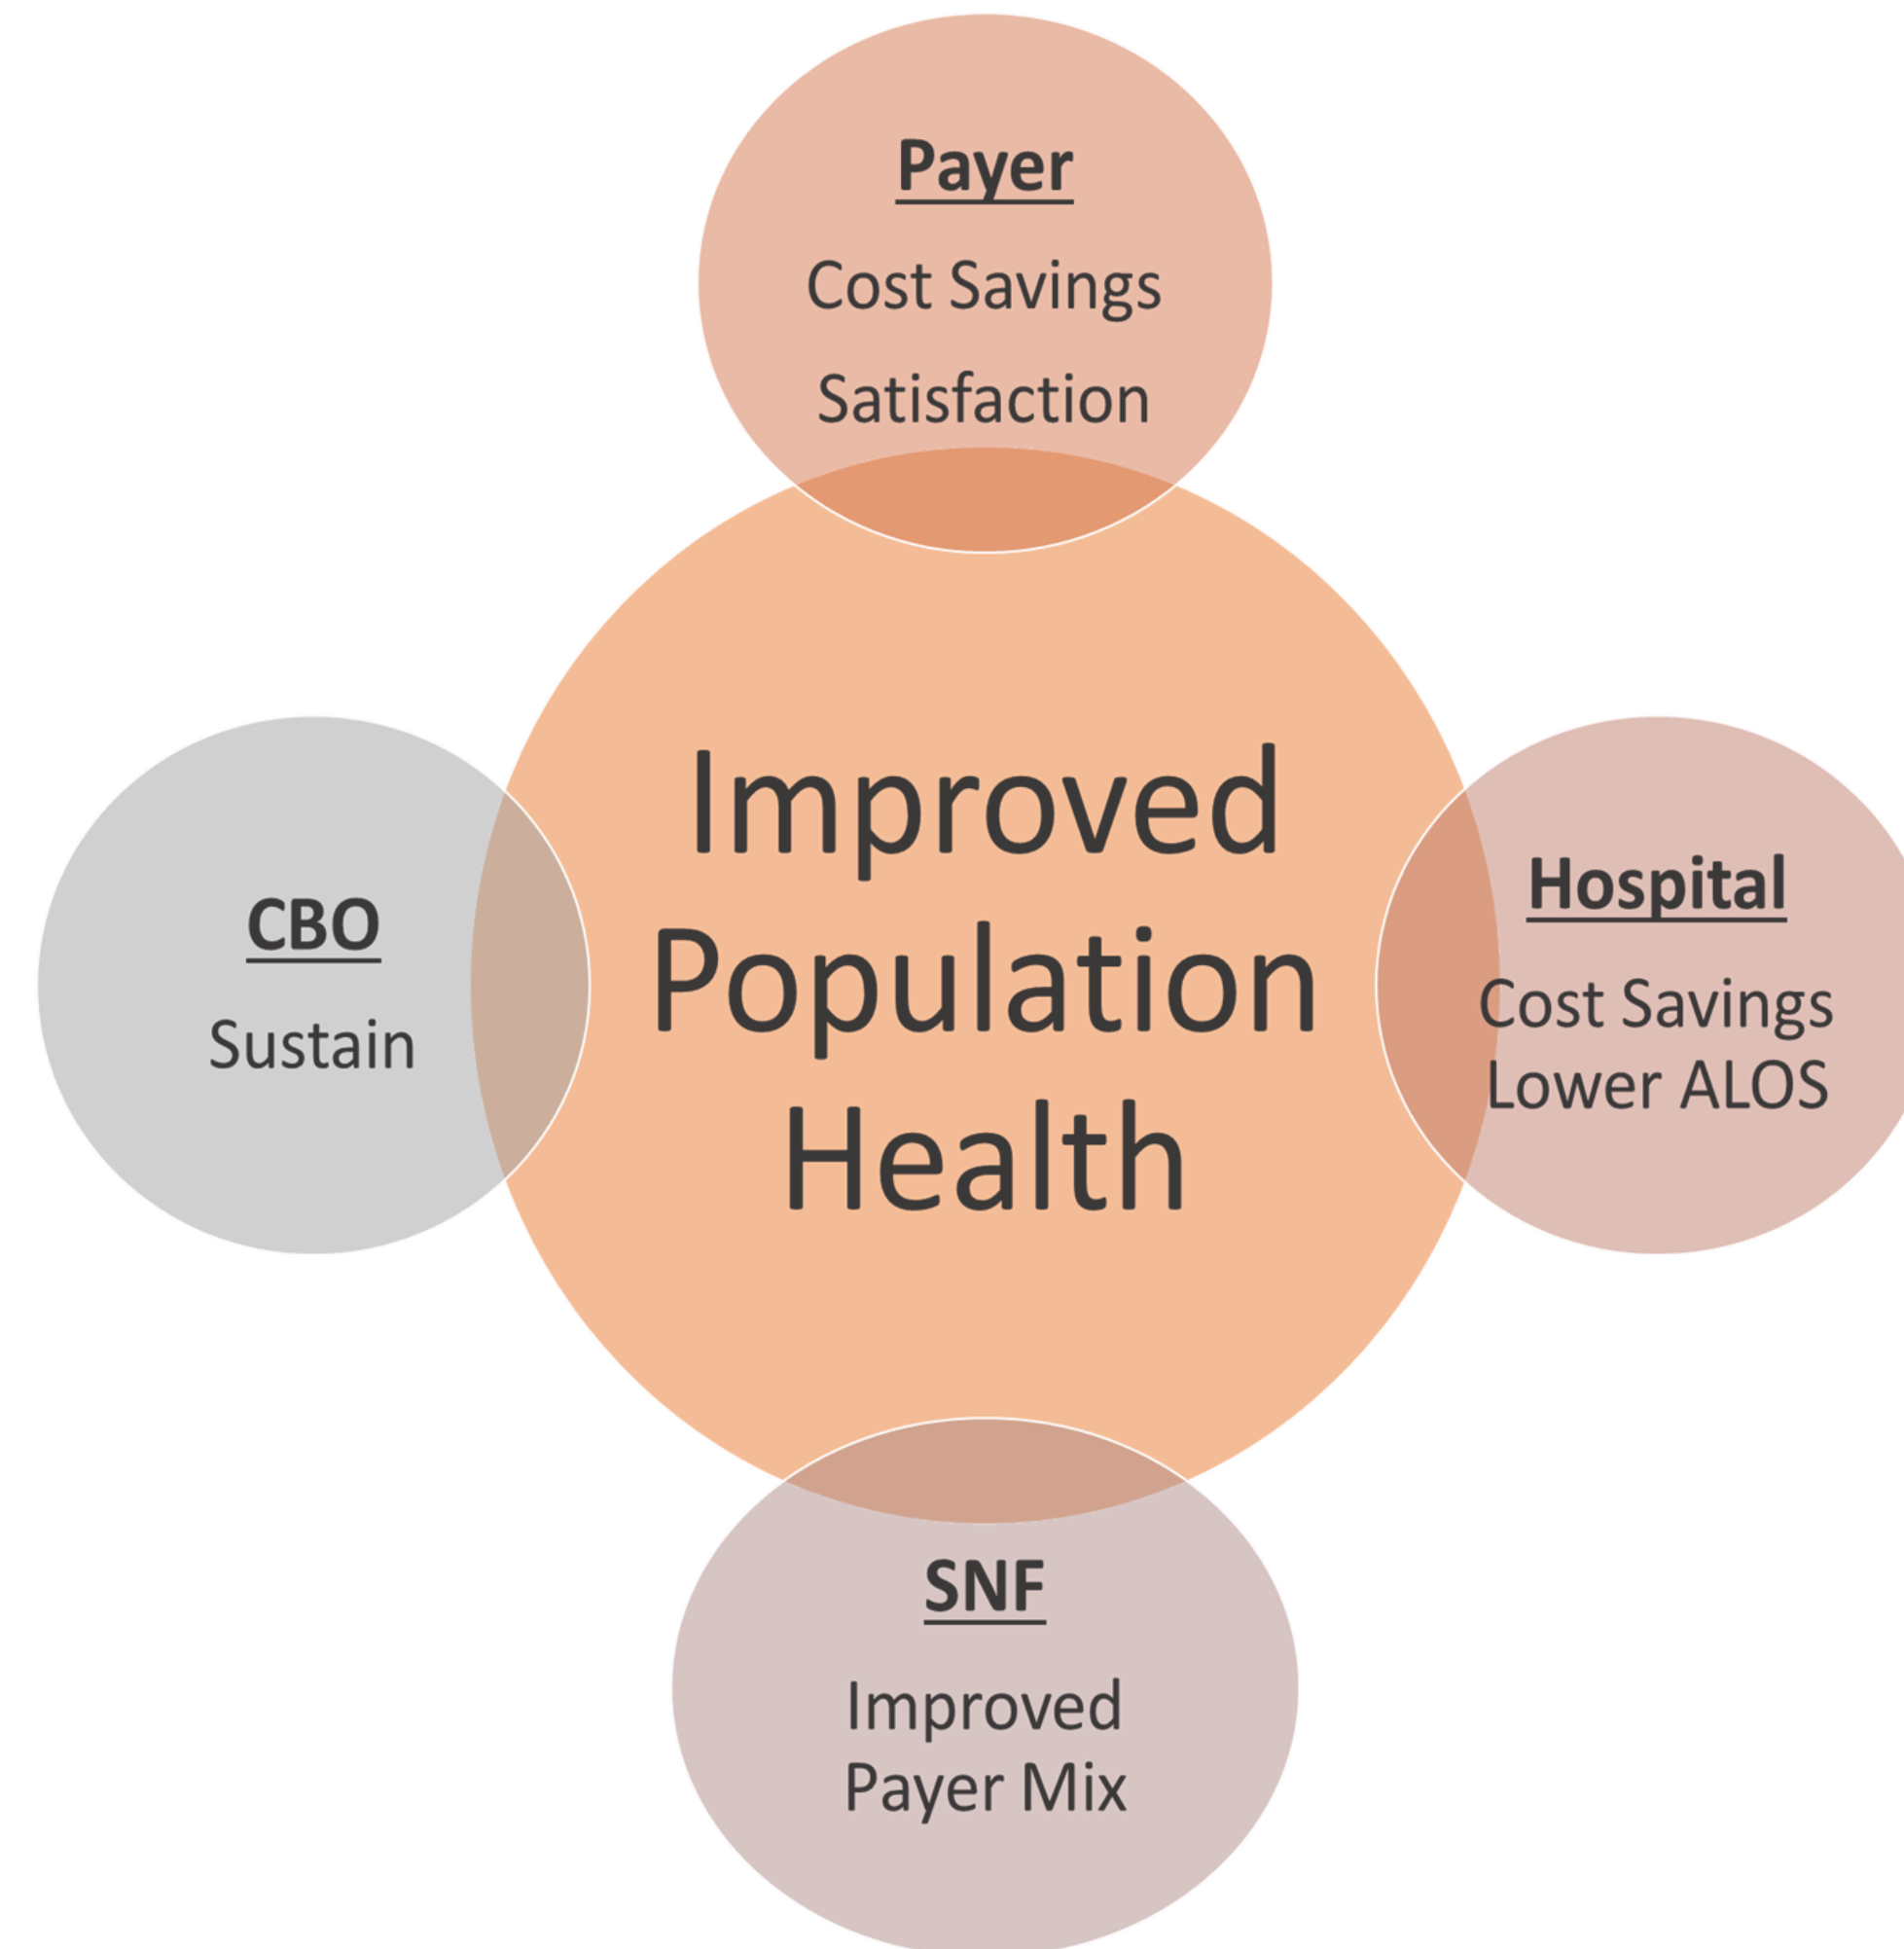 Payer
Cost Savings
Satisfaction
Improved
Population
Health
CBO
Sustain
Hospital
Cost Savings
Lower ALOS
SNF
Improved
Payer Mix